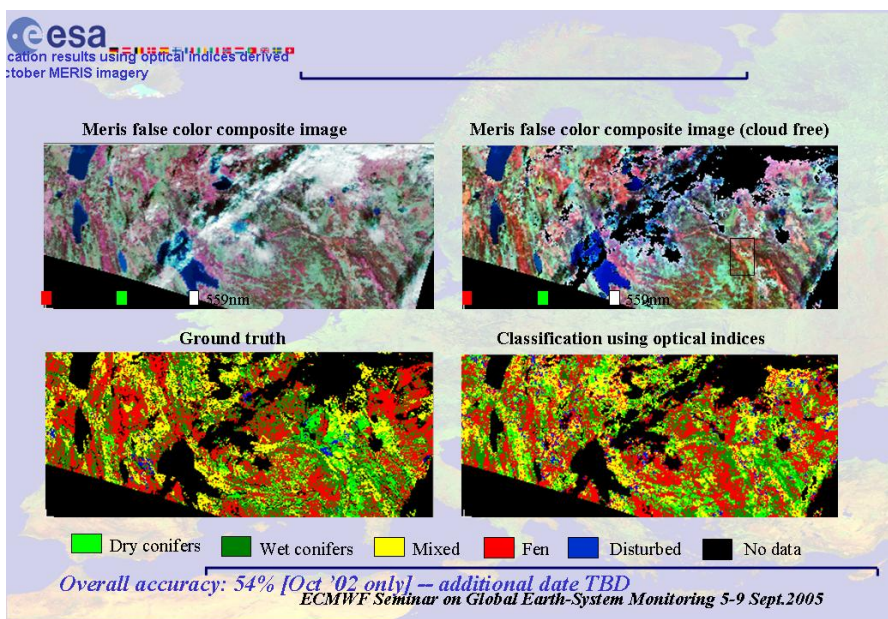 esa
cation results using optical indices derived
ctober MERIS imagery
Meris false color composite image
Meris false color composite image (cloud free)
559nm
559nm
Ground truth
Classification using optical indices
Dry conifers
Wet conifers
Mixed
Fen
Disturbed
No data
Overall accuracy: 54% [Oct '02 only] -- additional date TBD
ECMWF Seminar on Global Earth-System Monitoring 5-9 Sept.2005